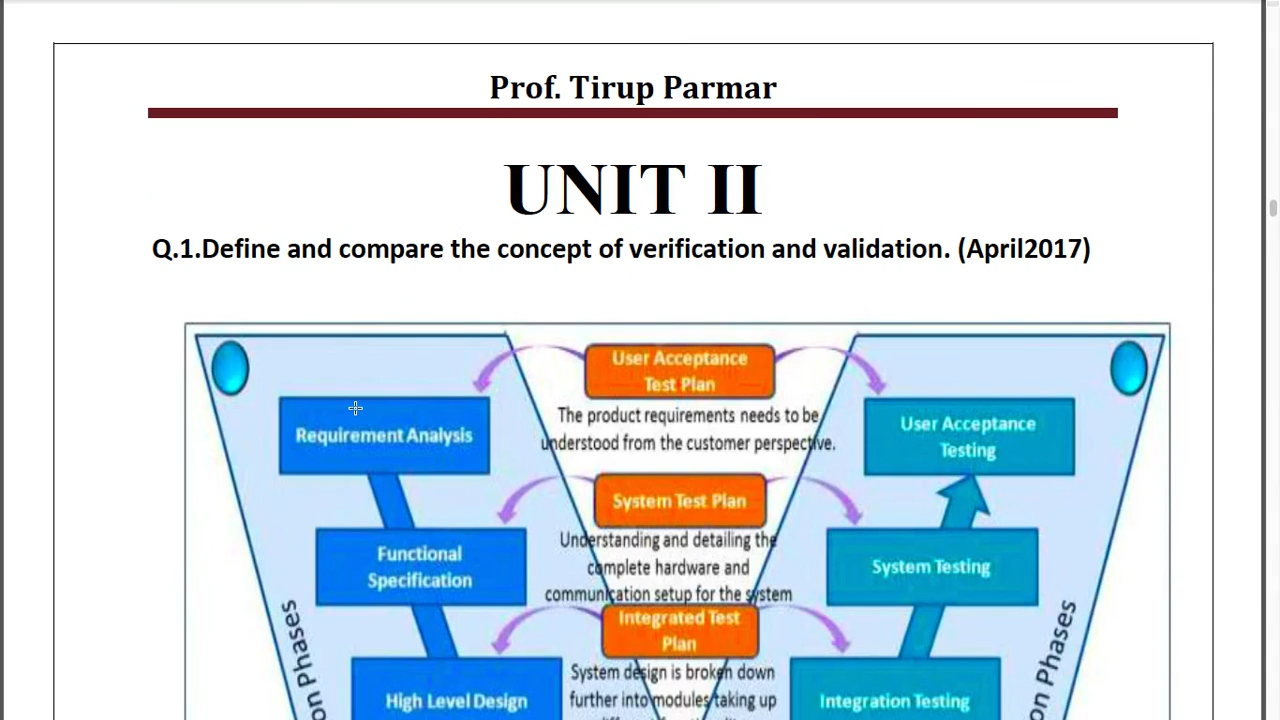 Prof. Tirup Parmar
UNIT II
Q.1.Define and compare the concept of verification and validation. (April2017)
User Acceptance
Test Plan
The product requirements needs to be
understood from the customer perspective.
Requirement Analysis
User Acceptance
Testing
System Test Plan
Understanding and detailing the
complete hardware and
communication setup for the system
Functional
Specification
System Testing
Integrated Test
Plan
System design is broken down
further into modules taking up
High Level Design
Integration Testing
on Phases
on Phases